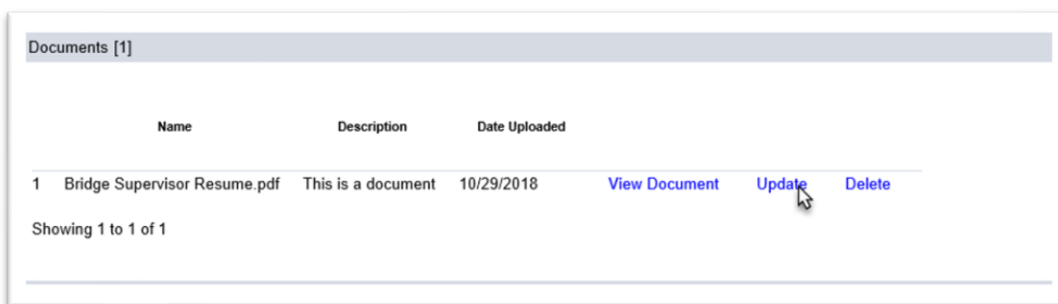 Documents [1]
Name Description Date Uploaded
1 Bridge Supervisor Resume.pdf This is a document 10/29/2018 View Document Update Delete
Showing 1 to 1 of 1